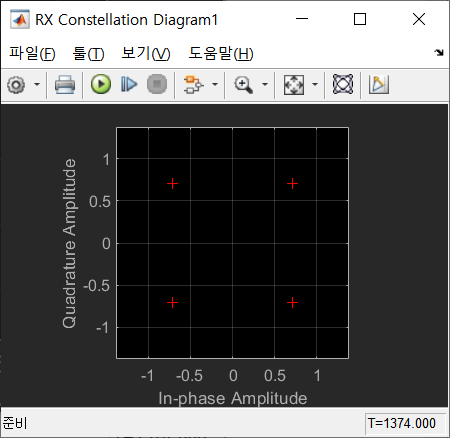 RX Constellation Diagram1
파일(F) 툴(T) 보기(V) 도움말(H)
Quadrature Amplitude
1
0.5
0
-0.5
-1
-1 -0.5 0 0.5 1
In-phase Amplitude
준비 T=1374.000